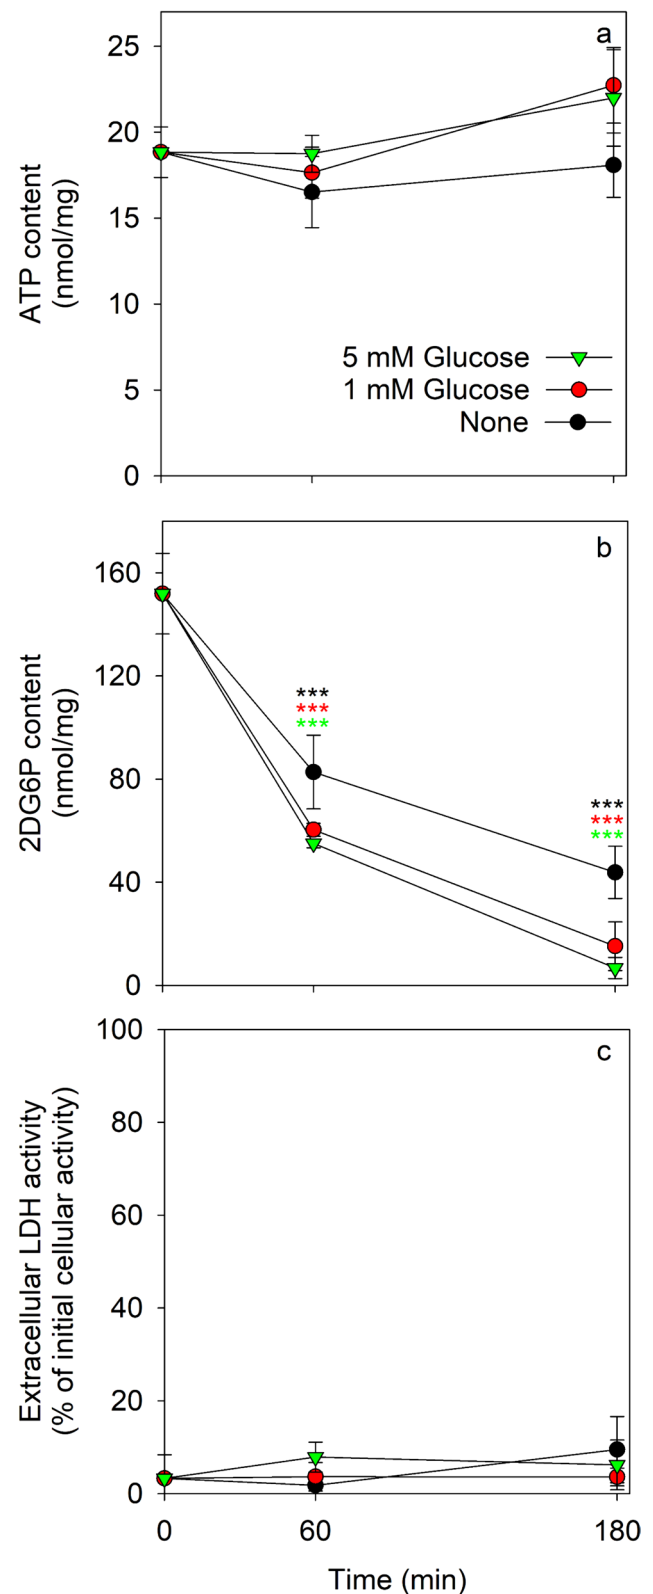 a
25
20
15
10
5
0
ATP content
(nmol/mg)
5 mM Glucose
1 mM Glucose
None
b
160
120
80
40
0
2DG6P content
(nmol/mg)
***
***
***
***
***
***
c
100
80
60
40
20
0
Extracellular LDH activity
(% of initial cellular activity)
0 60 180
Time (min)